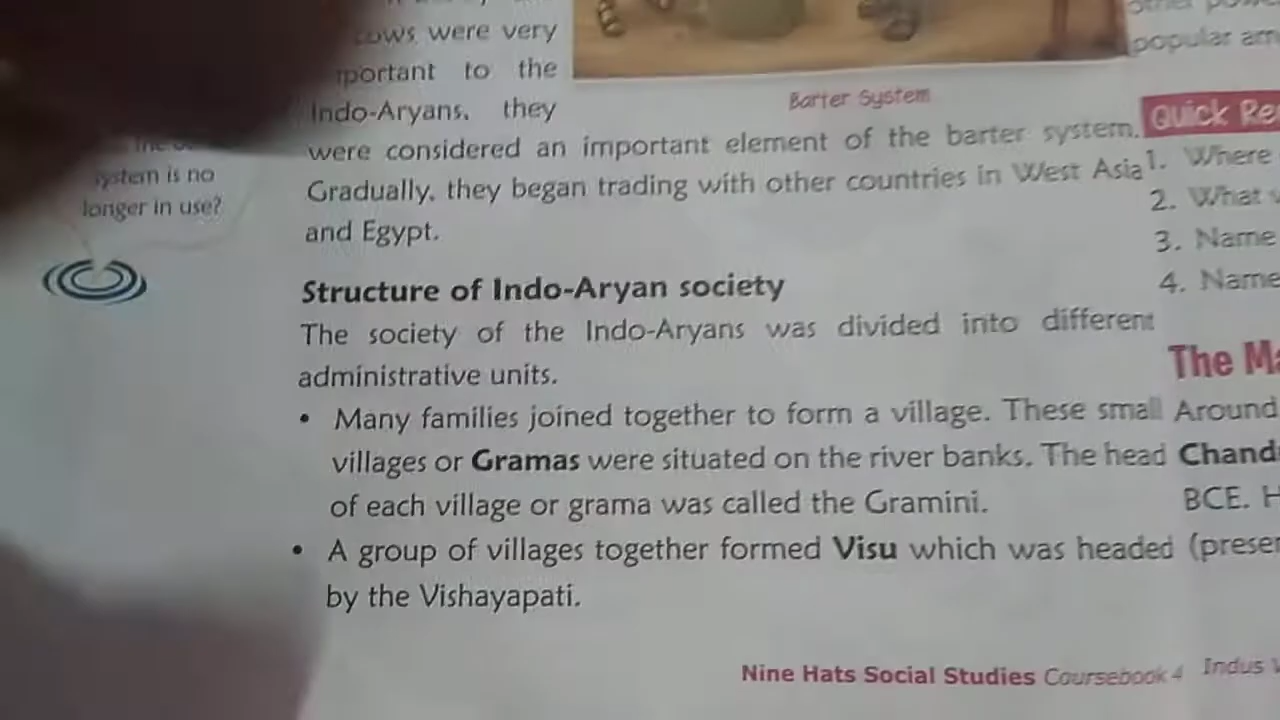 were very
to the
Indo-Aryans, they
Barter System
were considered an important element of the barter system.
Gradually, they began trading with other countries in West Asia
and Egypt.
system is no
longer in use?
Structure of Indo-Aryan society
The society of the Indo-Aryans was divided into different
administrative units.
• Many families joined together to form a village. These small
villages or Gramas were situated on the river banks. The head
of each village or grama was called the Gramini.
• A group of villages together formed Visu which was headed
by the Vishayapati.
Nine Hats Social Studies Coursebook 4
popular
Quick
1. Where
2. What
3. Name
4. Name
The
Around
BCE.
Indus